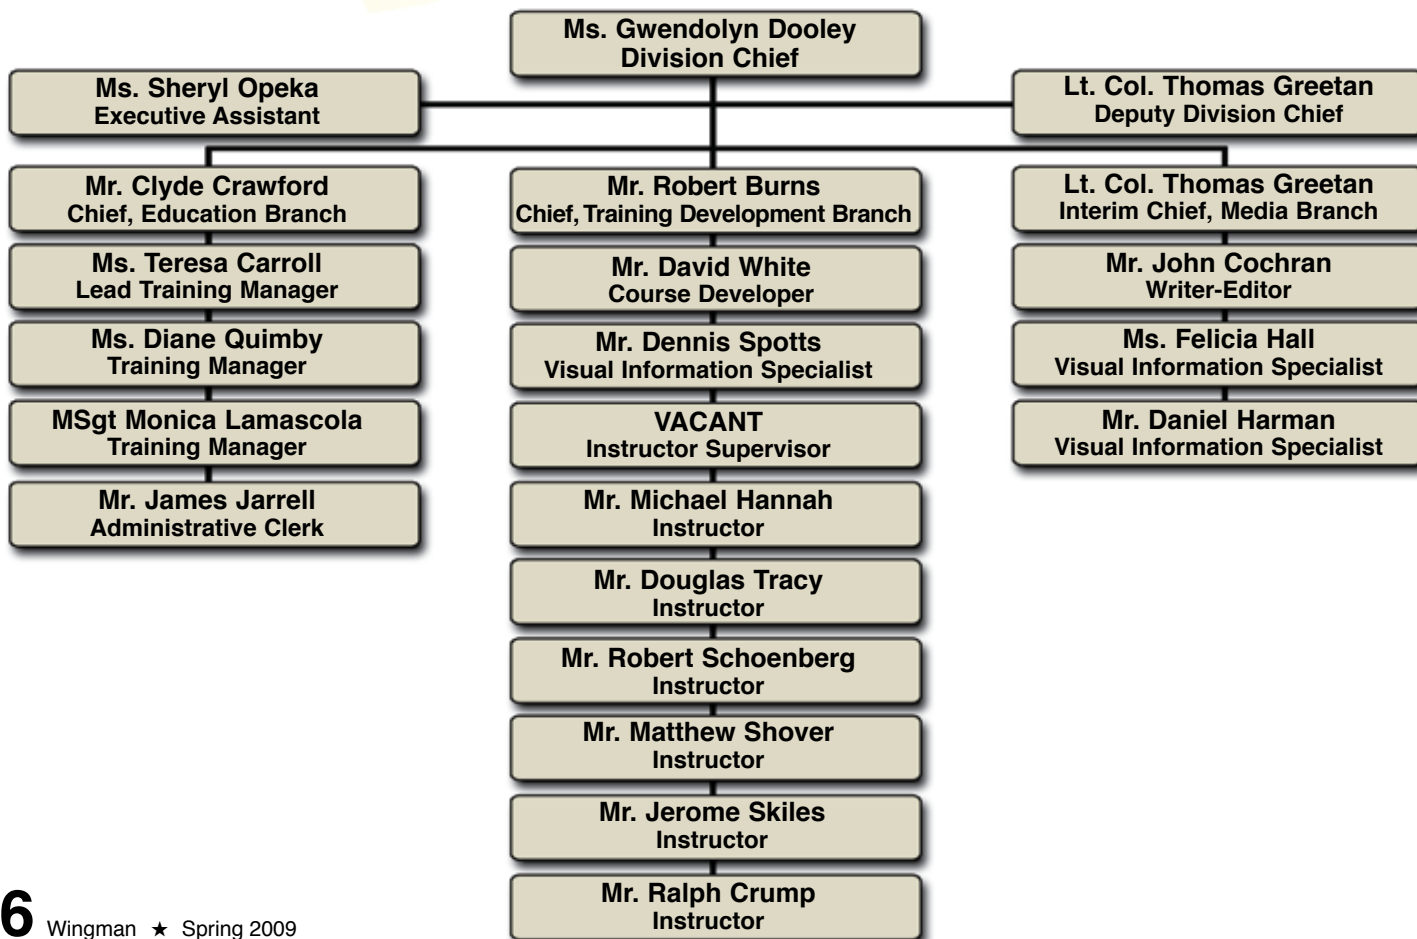 Ms. Gwendolyn Dooley
Division Chief
Ms. Sheryl Opeka
Executive Assistant
Lt. Col. Thomas Greetan
Deputy Division Chief
Mr. Clyde Crawford
Chief, Education Branch
Ms. Teresa Carroll
Lead Training Manager
Ms. Diane Quimby
Training Manager
MSgt Monica Lamascola
Training Manager
Mr. James Jarrell
Administrative Clerk
Mr. Robert Burns
Chief, Training Development Branch
Mr. David White
Course Developer
Mr. Dennis Spotts
Visual Information Specialist
VACANT
Instructor Supervisor
Mr. Michael Hannah
Instructor
Mr. Douglas Tracy
Instructor
Mr. Robert Schoenberg
Instructor
Mr. Matthew Shover
Instructor
Mr. Jerome Skiles
Instructor
Mr. Ralph Crump
Instructor
Lt. Col. Thomas Greetan
Interim Chief, Media Branch
Mr. John Cochran
Writer-Editor
Ms. Felicia Hall
Visual Information Specialist
Mr. Daniel Harman
Visual Information Specialist
6 Wingman ★ Spring 2009